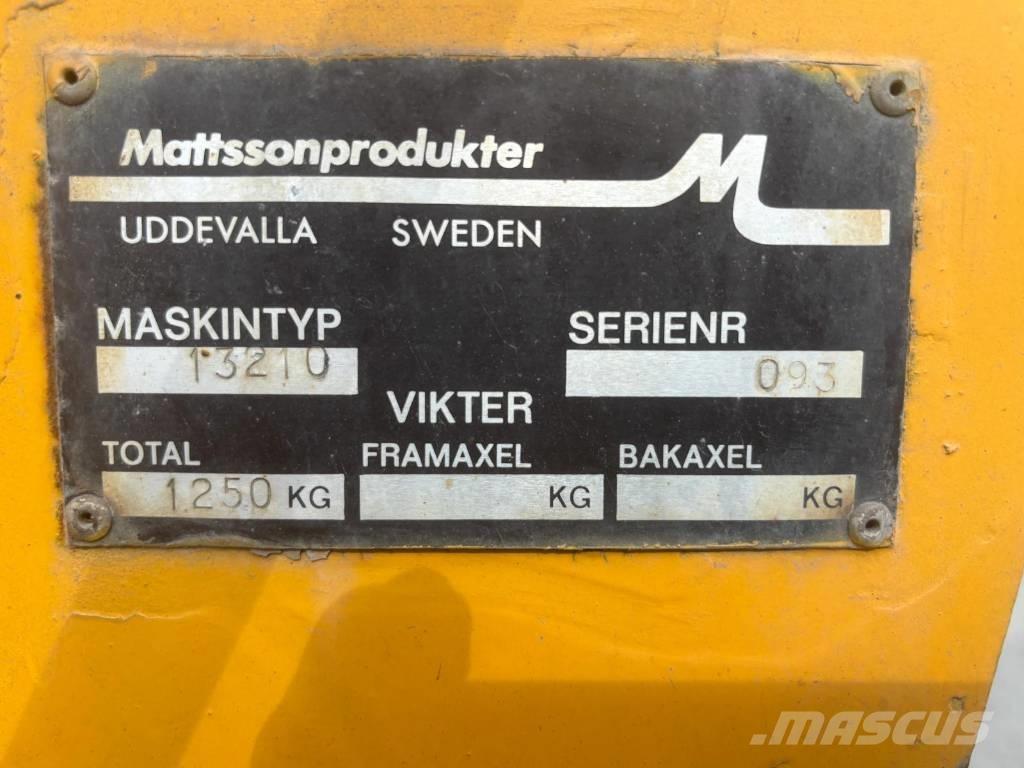 Mattssonprodukter M
UDDEVALLA SWEDEN
MASKINTYP SERIENR
13210 093
VIKTER
TOTAL FRAMAXEL BAKAXEL
1250 KG KG KG
MASCUS